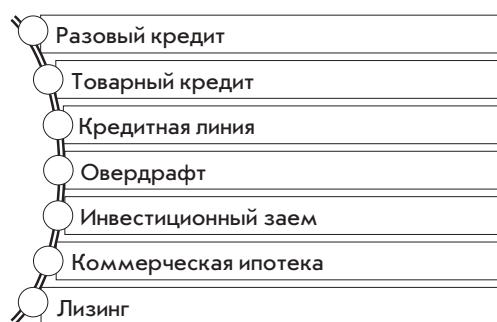 Разовый кредит
Товарный кредит
Кредитная линия
Овердрафт
Инвестиционный заем
Коммерческая ипотека
Лизинг